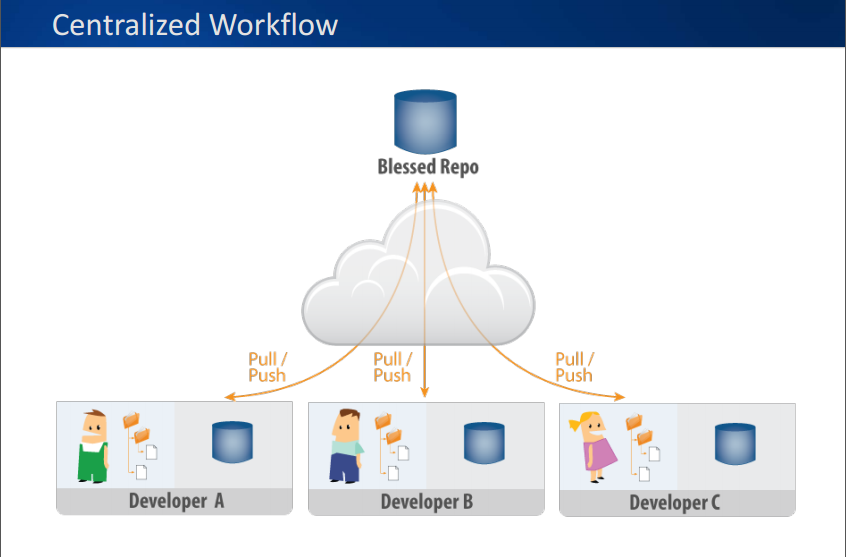 Centralized Workflow
Blessed Repo
Pull /
Push
Pull /
Push
Pull /
Push
Developer A
Developer B
Developer C